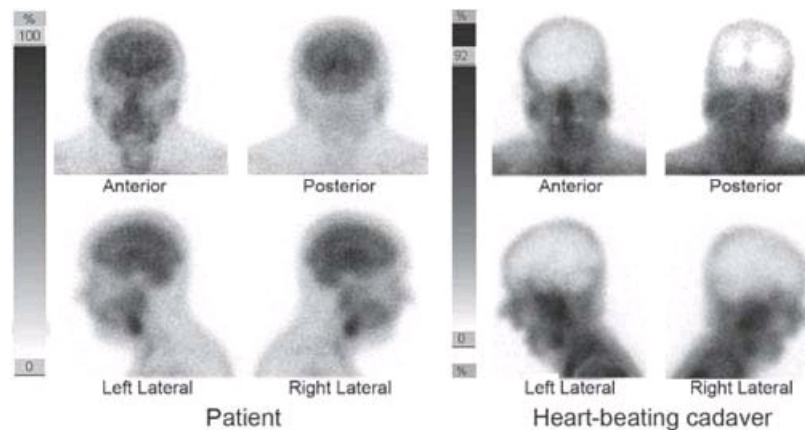 %
100
0
Anterior
Posterior
Left Lateral
Right Lateral
Patient
%
92
0
%
Anterior
Posterior
Left Lateral
Right Lateral
Heart-beating cadaver